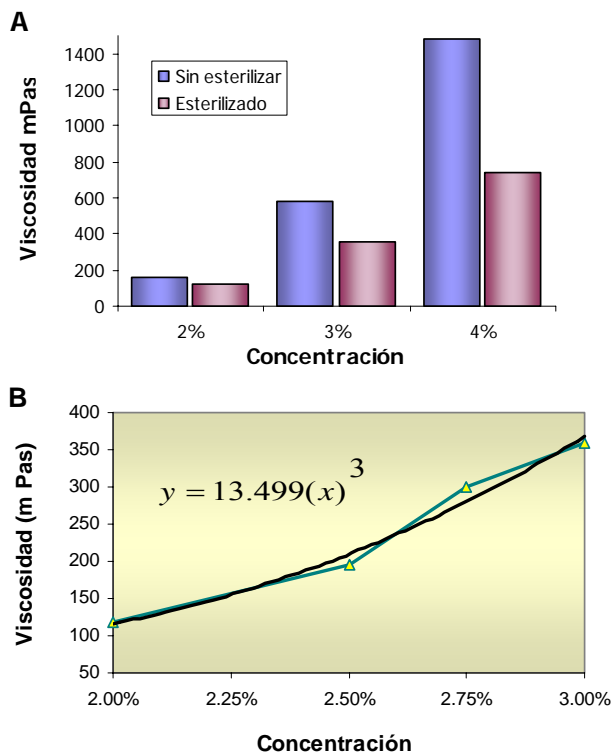 A
Viscosidad mPas
1400
1200
1000
800
600
400
200
0
Sin esterilizar
Esterilizado
2% 3% 4%
Concentración
B
Viscosidad (m Pas)
400
350
300
250
200
150
100
50
y = 13.499(x)^3
2.00% 2.25% 2.50% 2.75% 3.00%
Concentración